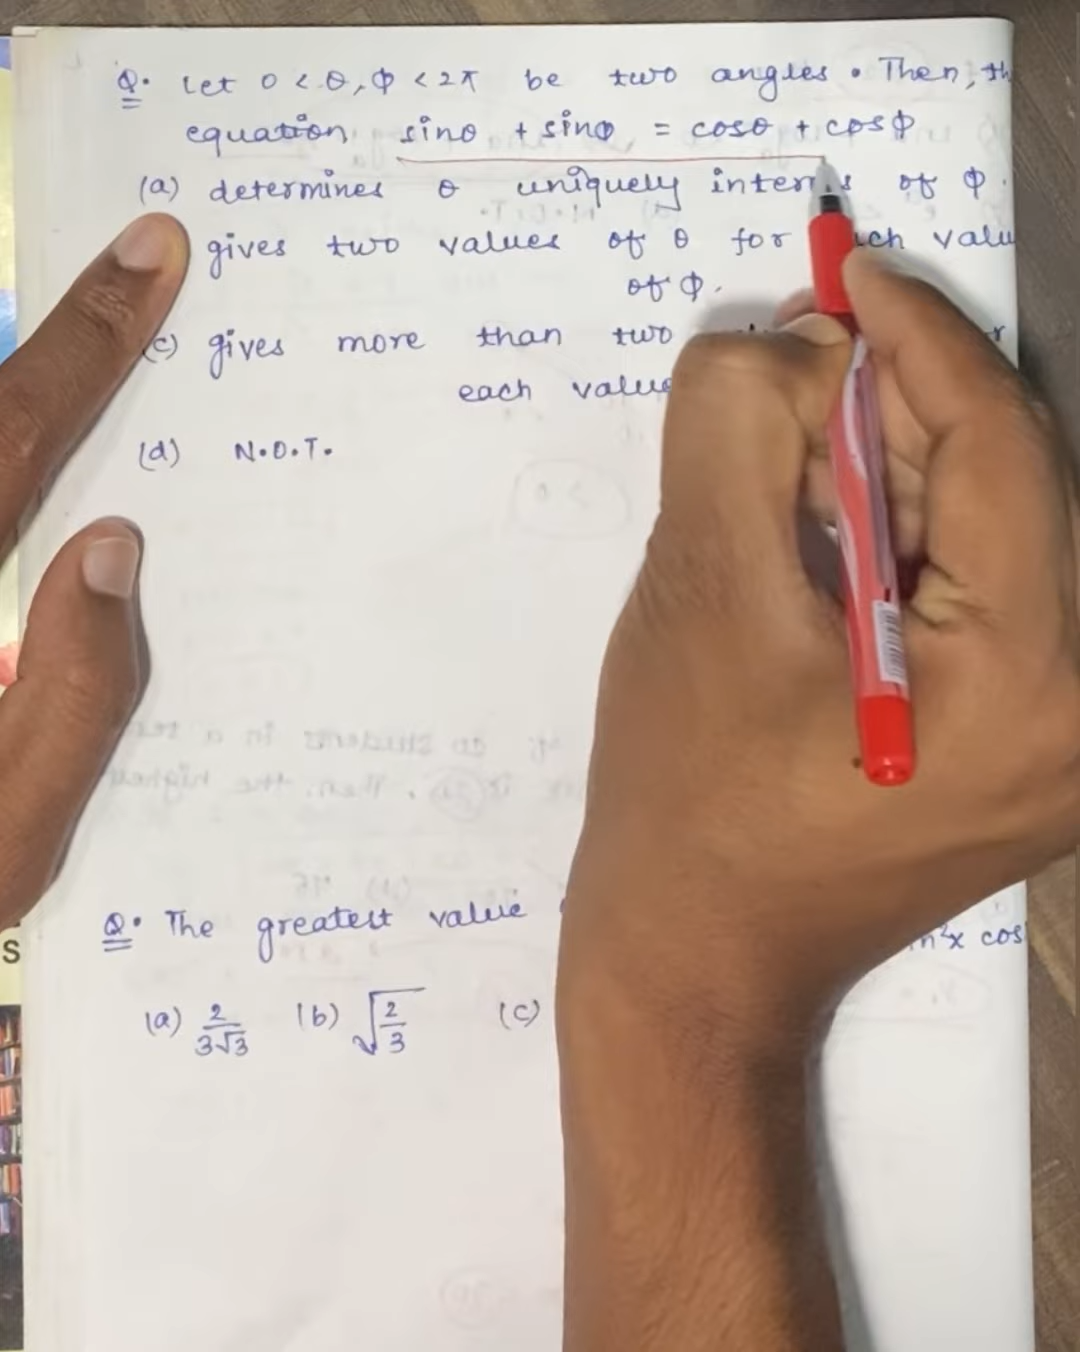 Q. Let 0 < θ, φ < 2π be two angles. Then, th
equation sinθ + sinφ = cosθ + cosφ
(a) determines θ uniquely interms of φ.
gives two values of θ for each valu
of φ.
(c) gives more than two
each value
(d) N.O.T.
Q. The greatest value x cos
(a) 2/3√3 (b) √2/3 (c)
S